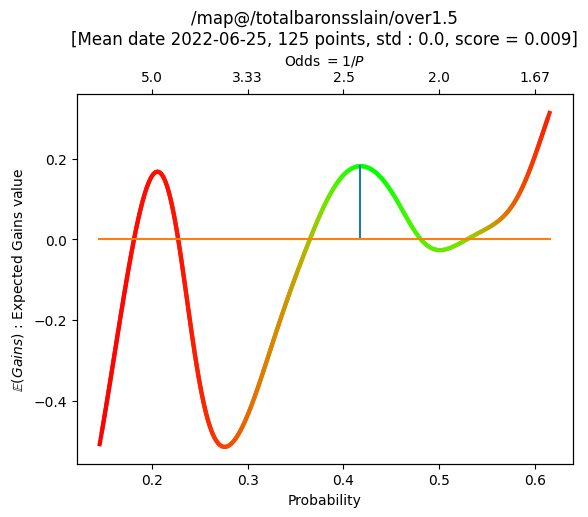 /map@/totalbaronsslain/over1.5
[Mean date 2022-06-25, 125 points, std : 0.0, score = 0.009]
Odds = 1/P
5.0 3.33 2.5 2.0 1.67
0.2
0.0
−0.2
−0.4
𝔼(Gains) : Expected Gains value
0.2 0.3 0.4 0.5 0.6
Probability